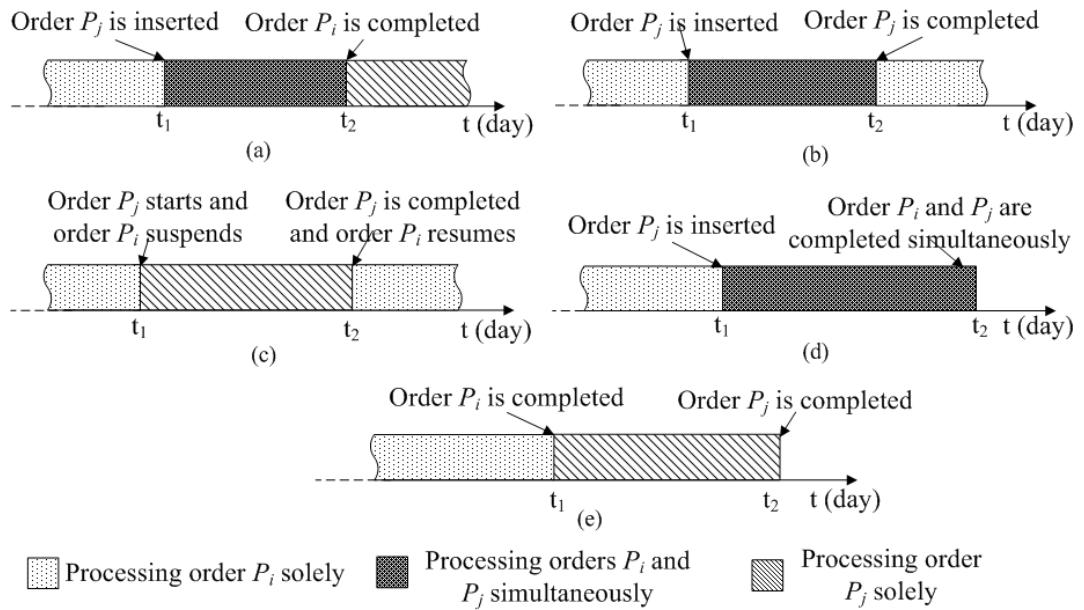 Order Pj is inserted
Order Pi is completed
t1
t2
t (day)
(a)
Order Pj is inserted
Order Pj is completed
t1
t2
t (day)
(b)
Order Pj starts and
order Pi suspends
Order Pj is completed
and order Pi resumes
t1
t2
t (day)
(c)
Order Pj is inserted
Order Pi and Pj are
completed simultaneously
t1
t2
t (day)
(d)
Order Pi is completed
Order Pj is completed
t1
t2
t (day)
(e)
Processing order Pi solely
Processing orders Pi and
Pj simultaneously
Processing order
Pj solely